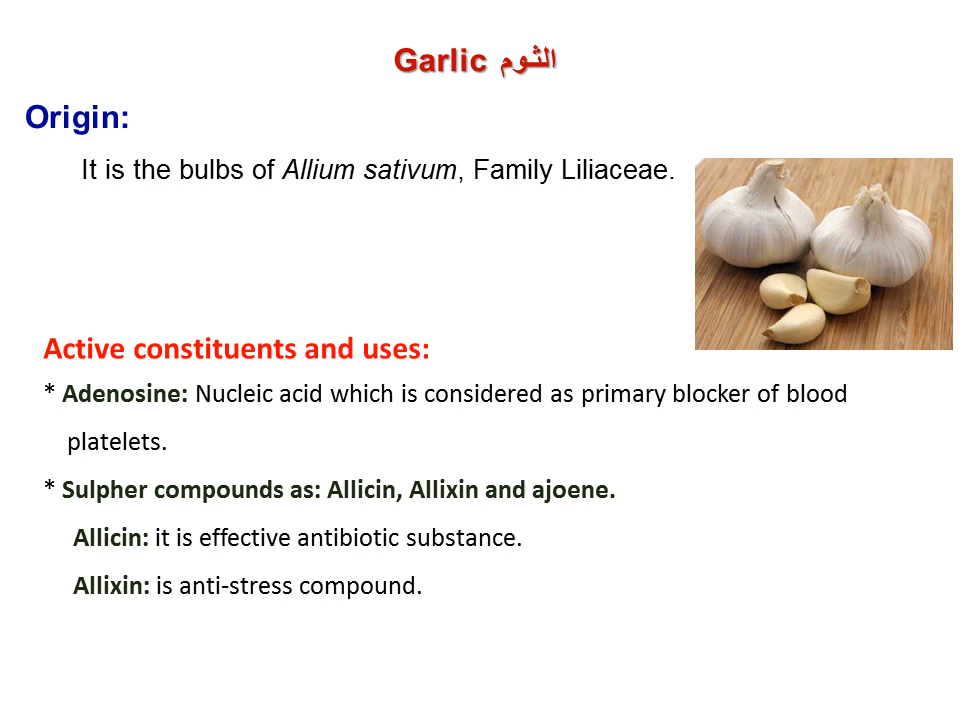 Garlic الثوم
Origin:
It is the bulbs of Allium sativum, Family Liliaceae.
Active constituents and uses:
* Adenosine: Nucleic acid which is considered as primary blocker of blood
platelets.
* Sulpher compounds as: Allicin, Allixin and ajoene.
Allicin: it is effective antibiotic substance.
Allixin: is anti-stress compound.